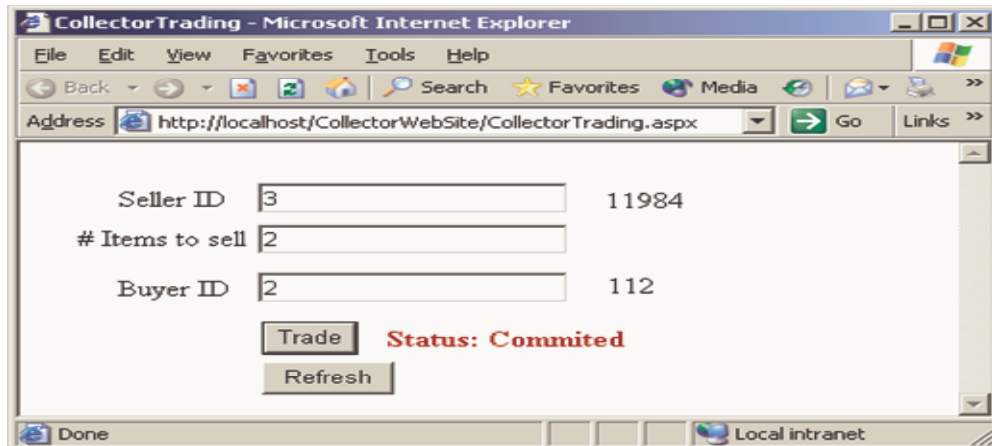 CollectorTrading - Microsoft Internet Explorer
File Edit View Favorites Tools Help
Back Search Favorites Media »
Address http://localhost/CollectorWebSite/CollectorTrading.aspx Go Links »
Seller ID 3 11984
# Items to sell 2
Buyer ID 2 112
Trade Status: Commited
Refresh
Done Local intranet